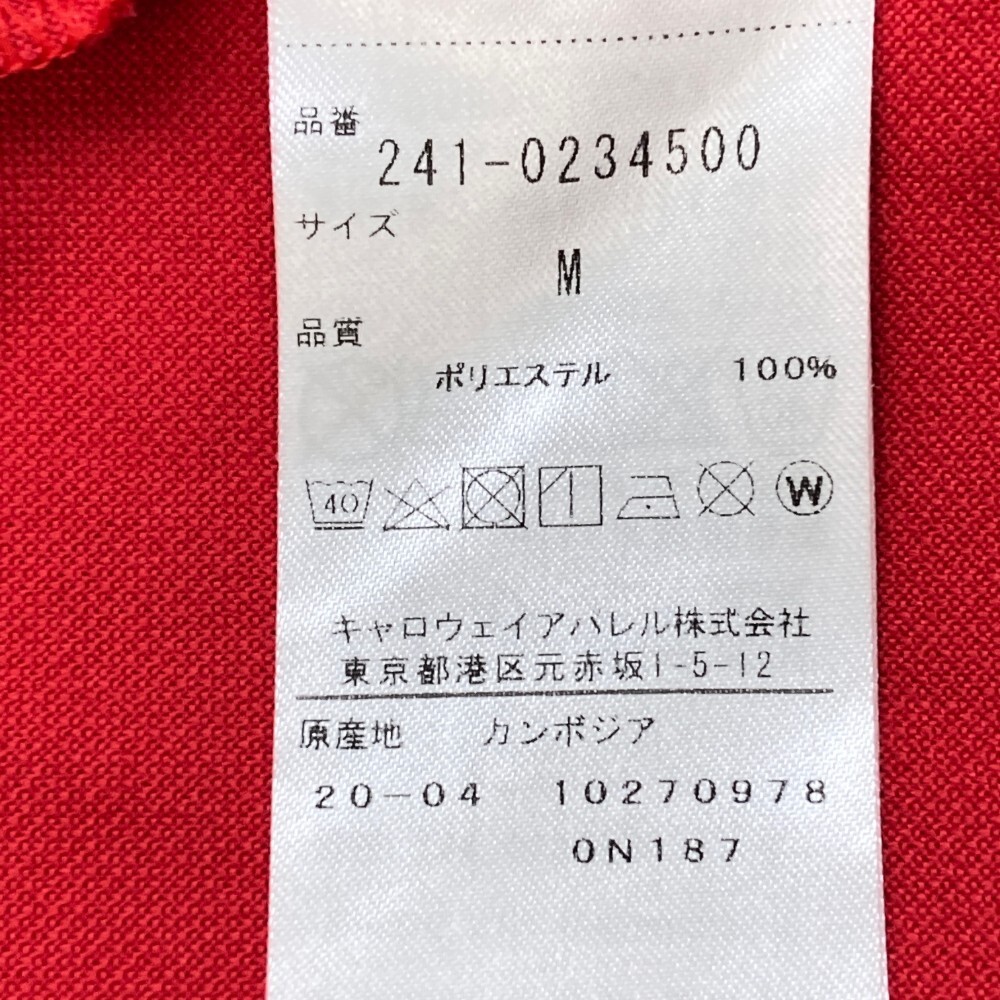 品番
241-0234500
サイズ
M
品質
ポリエステル 100%
40 W
キャロウェイアパレル株式会社
東京都港区元赤坂1-5-12
原産地 カンボジア
20-04 10270978
0N187